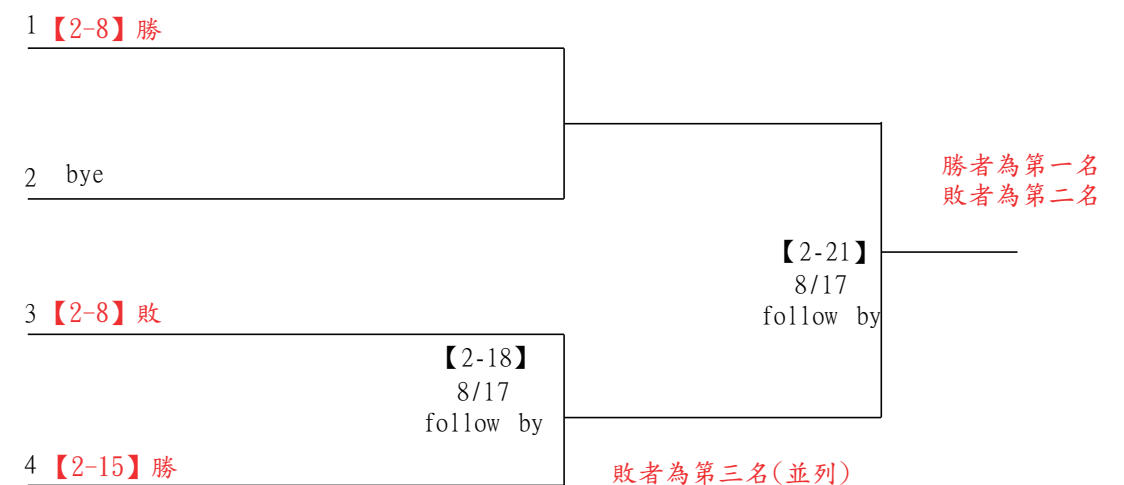 1 【2-8】勝
2 bye
勝者為第一名
敗者為第二名
【2-21】
8/17
follow by
3 【2-8】敗
【2-18】
8/17
follow by
4 【2-15】勝
敗者為第三名(並列)